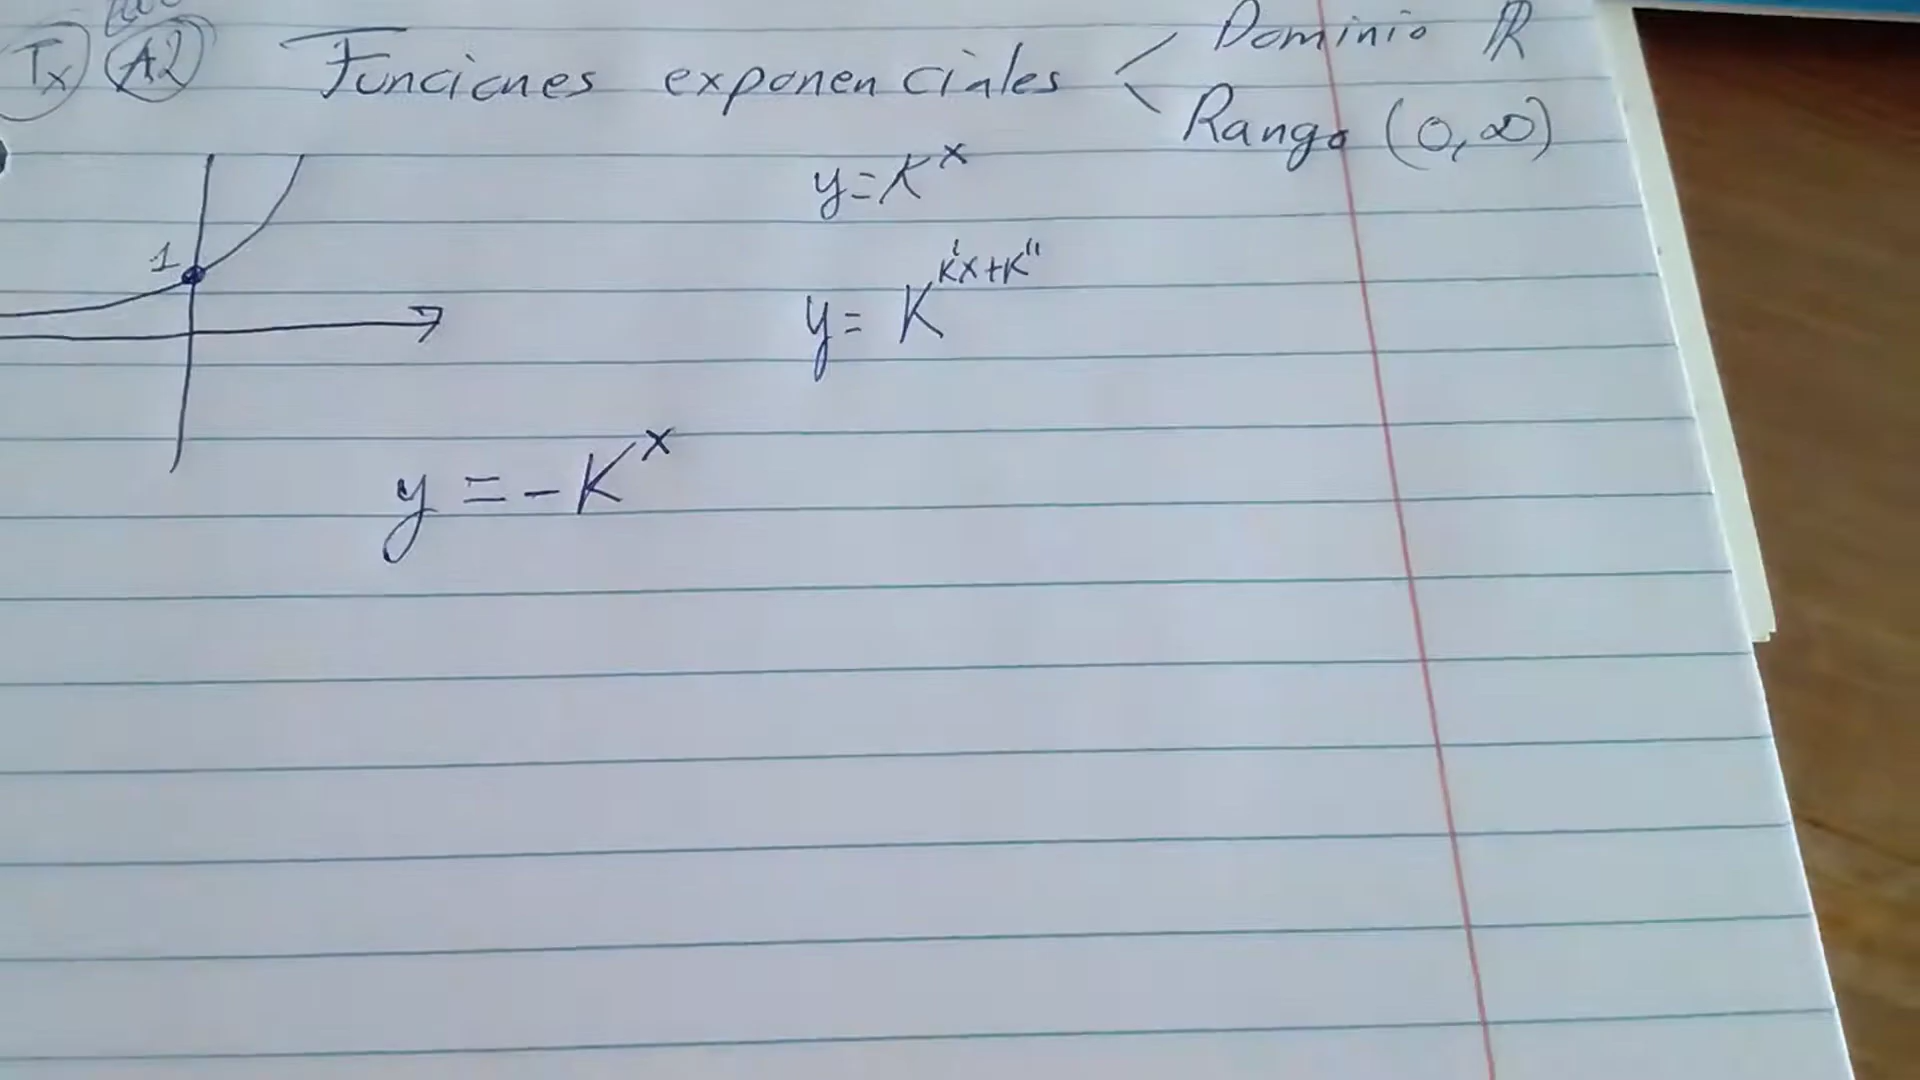 Tx A2 Funciones exponenciales < Dominio ℝ
Rango (0,∞)
y=K^x
1
y= K^{K'x+K''}
y = -K^x